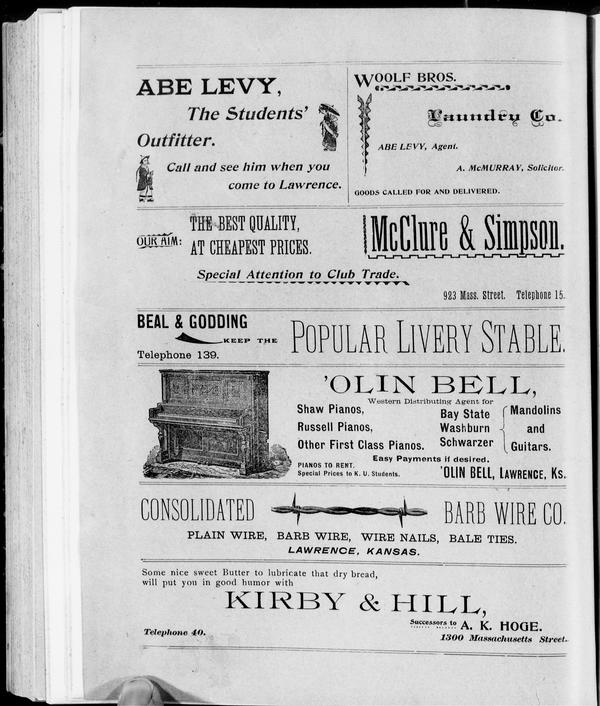 ABE LEVY,
The Students'
Outfitter.
Call and see him when you
come to Lawrence.
WOOLF BROS.
Laundry Co.
ABE LEVY, Agent.
A. McMURRAY, Solicitor.
GOODS CALLED FOR AND DELIVERED.
OUR AIM:
THE BEST QUALITY,
AT CHEAPEST PRICES.
McClure & Simpson.
Special Attention to Club Trade.
923 Mass. Street. Telephone 15.
BEAL & GODDING
KEEP THE
Telephone 139.
POPULAR LIVERY STABLE.
'OLIN BELL,
Western Distributing Agent for
Shaw Pianos,
Russell Pianos,
Other First Class Pianos.
Bay State
Washburn
Schwarzer
Mandolins
and
Guitars.
Easy Payments if desired.
PIANOS TO RENT.
Special Prices to K. U. Students.
'OLIN BELL, LAWRENCE, KS.
CONSOLIDATED BARB WIRE CO.
PLAIN WIRE, BARB WIRE, WIRE NAILS, BALE TIES.
LAWRENCE, KANSAS.
Some nice sweet Butter to lubricate that dry bread,
will put you in good humor with
KIRBY & HILL,
Successors to A. K. HOGE.
Telephone 40.
1300 Massachusetts Street.